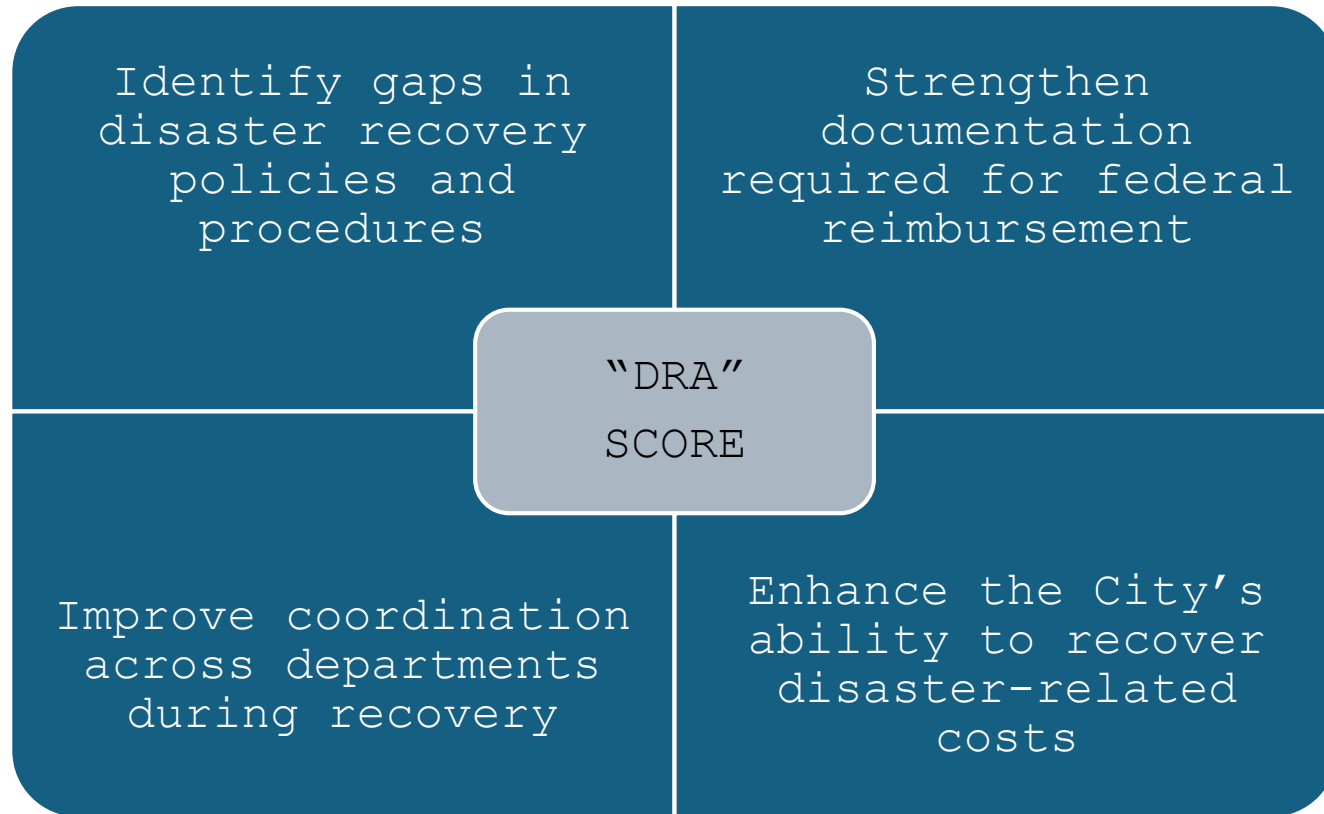 Identify gaps in
disaster recovery
policies and
procedures
Strengthen
documentation
required for federal
reimbursement
“DRA”
SCORE
Improve coordination
across departments
during recovery
Enhance the City’s
ability to recover
disaster-related
costs